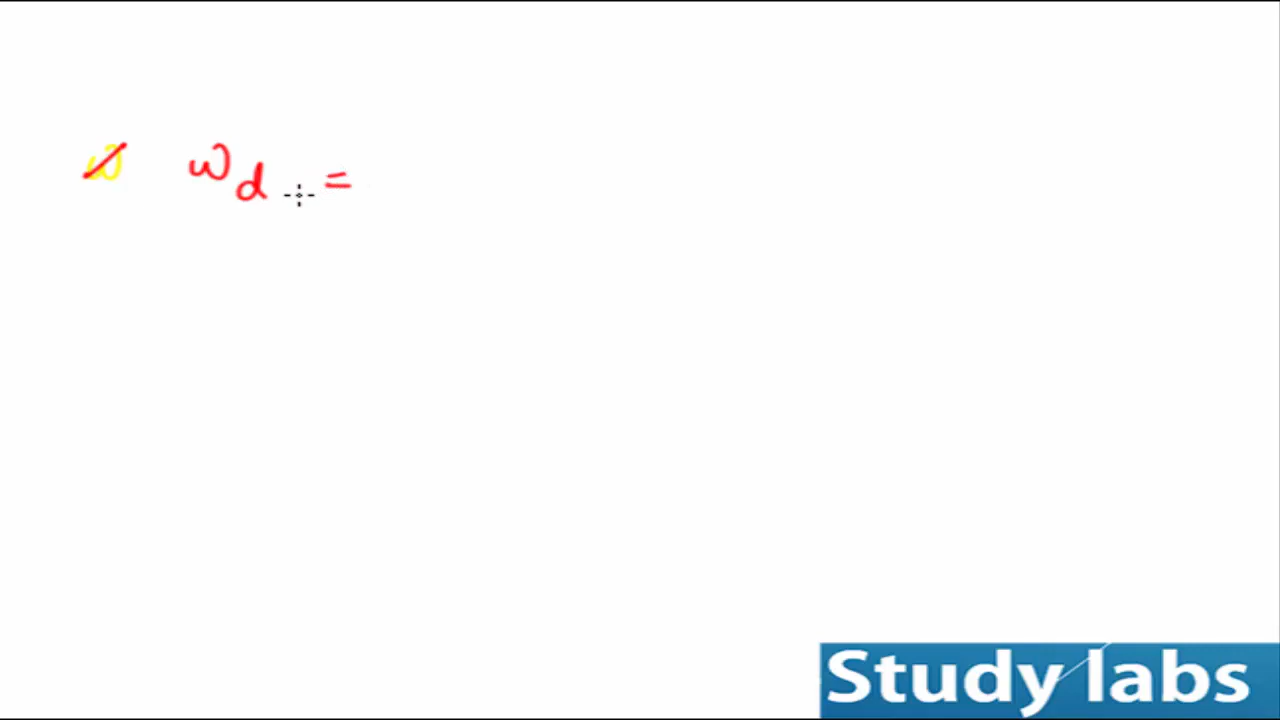 ω ω_d =
Study labs